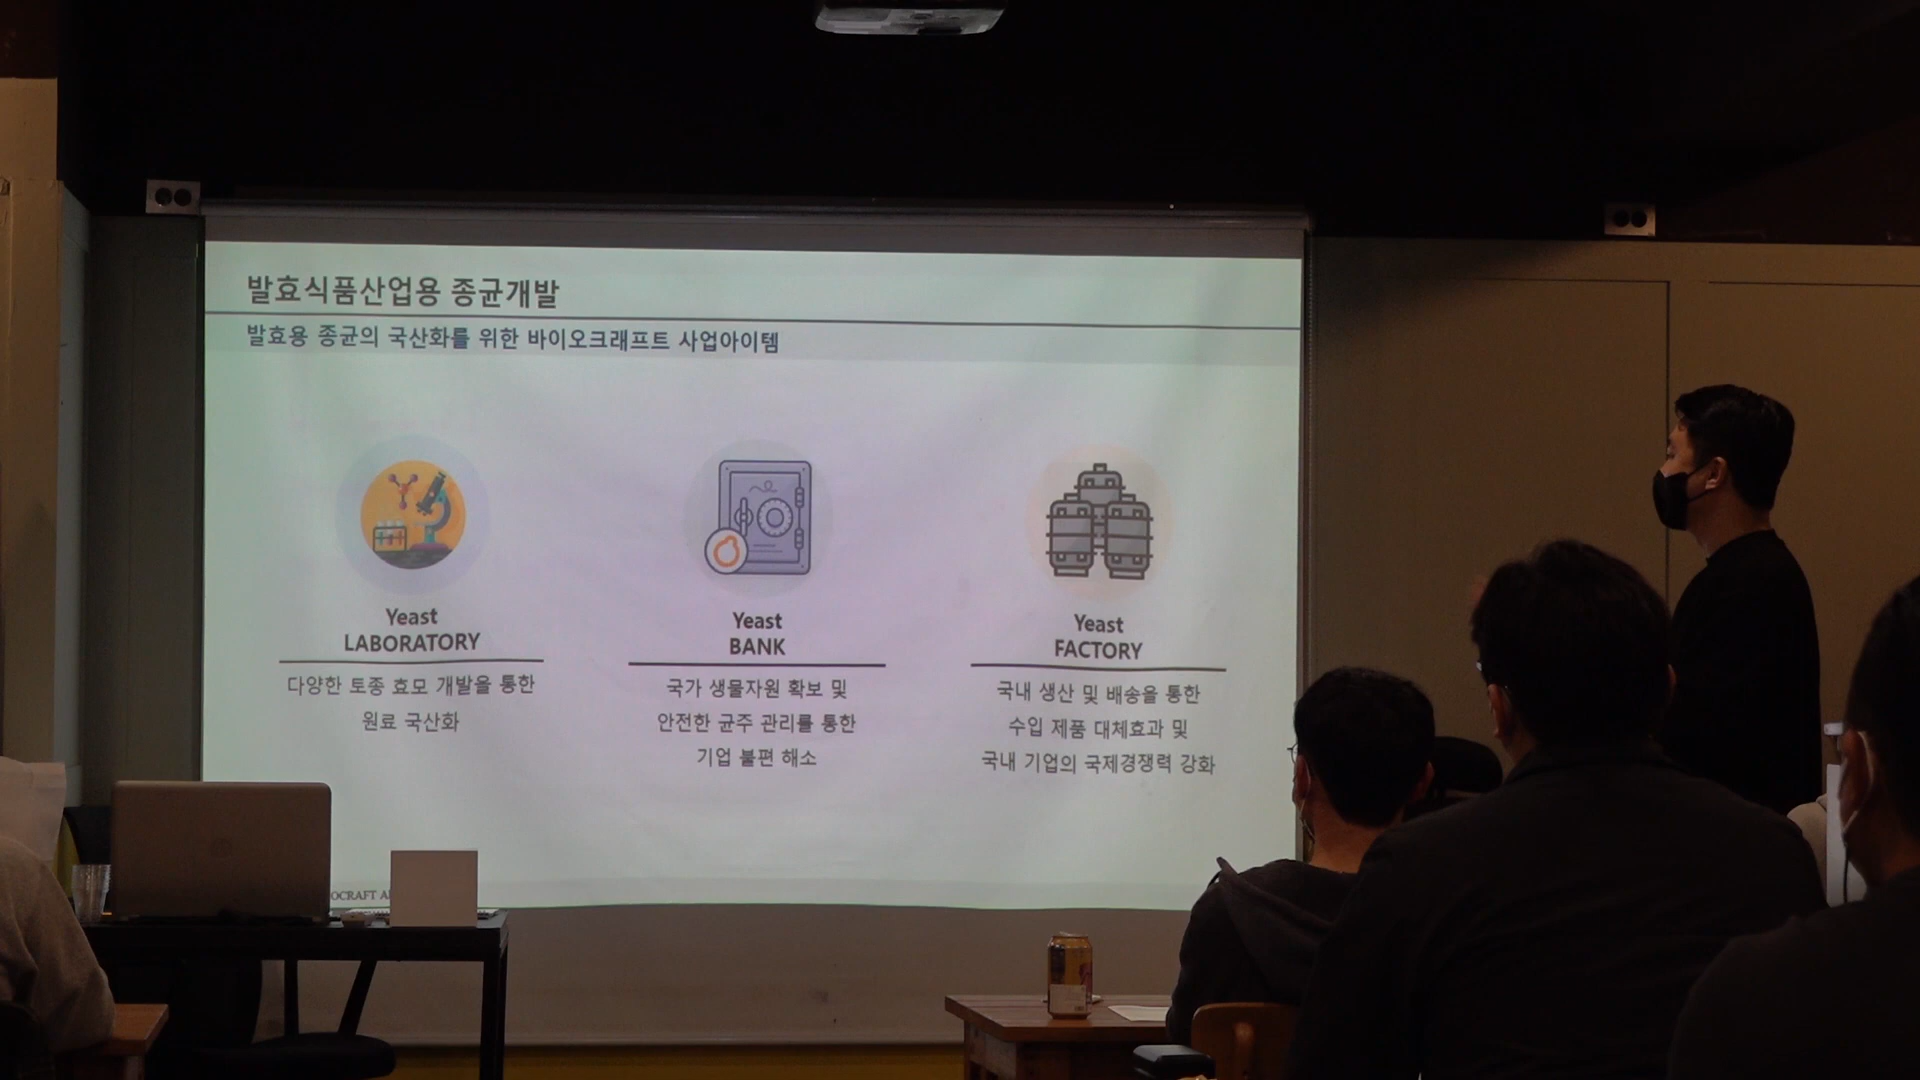 발효식품산업용 종균개발
발효용 종균의 국산화를 위한 바이오크래프트 사업아이템
Yeast
LABORATORY
다양한 토종 효모 개발을 통한
원료 국산화
Yeast
BANK
국가 생물자원 확보 및
안전한 균주 관리를 통한
기업 불편 해소
Yeast
FACTORY
국내 생산 및 배송을 통한
수입 제품 대체효과 및
국내 기업의 국제경쟁력 강화
OCRAFT